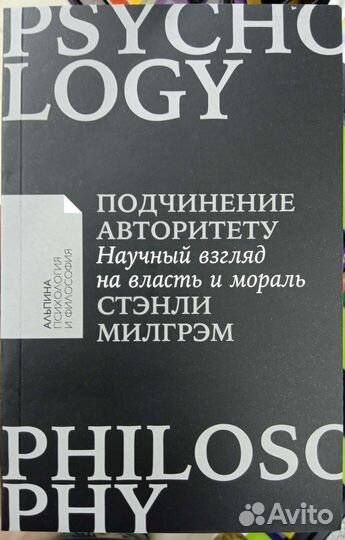 PSYCHO
LOGY
ПОДЧИНЕНИЕ
АВТОРИТЕТУ
Научный взгляд
на власть и мораль
СТЭНЛИ
МИЛГРЭМ
АЛЬПИНА
ПСИХОЛОГИЯ
И ФИЛОСОФИЯ
PHILOSO
PHY
Avito